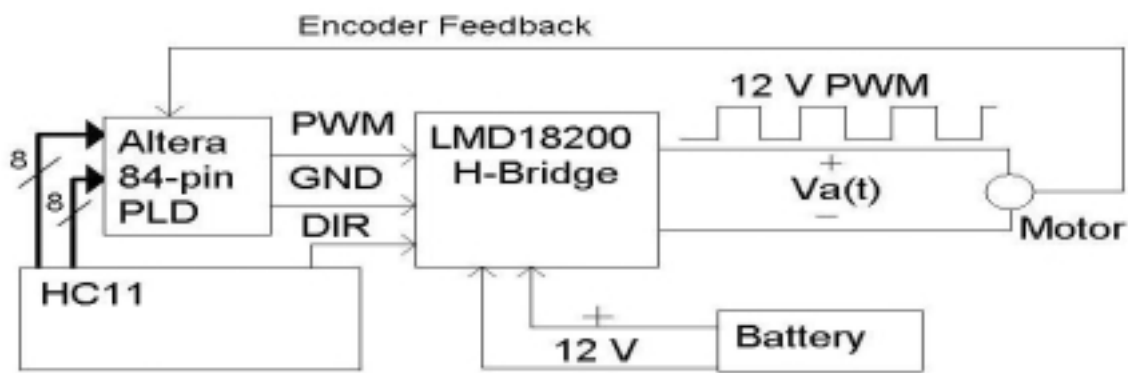 Encoder Feedback
12 V PWM
Altera
84-pin
PLD
8
8
PWM
GND
DIR
LMD18200
H-Bridge
+
Va(t)
–
Motor
HC11
+
12 V
Battery